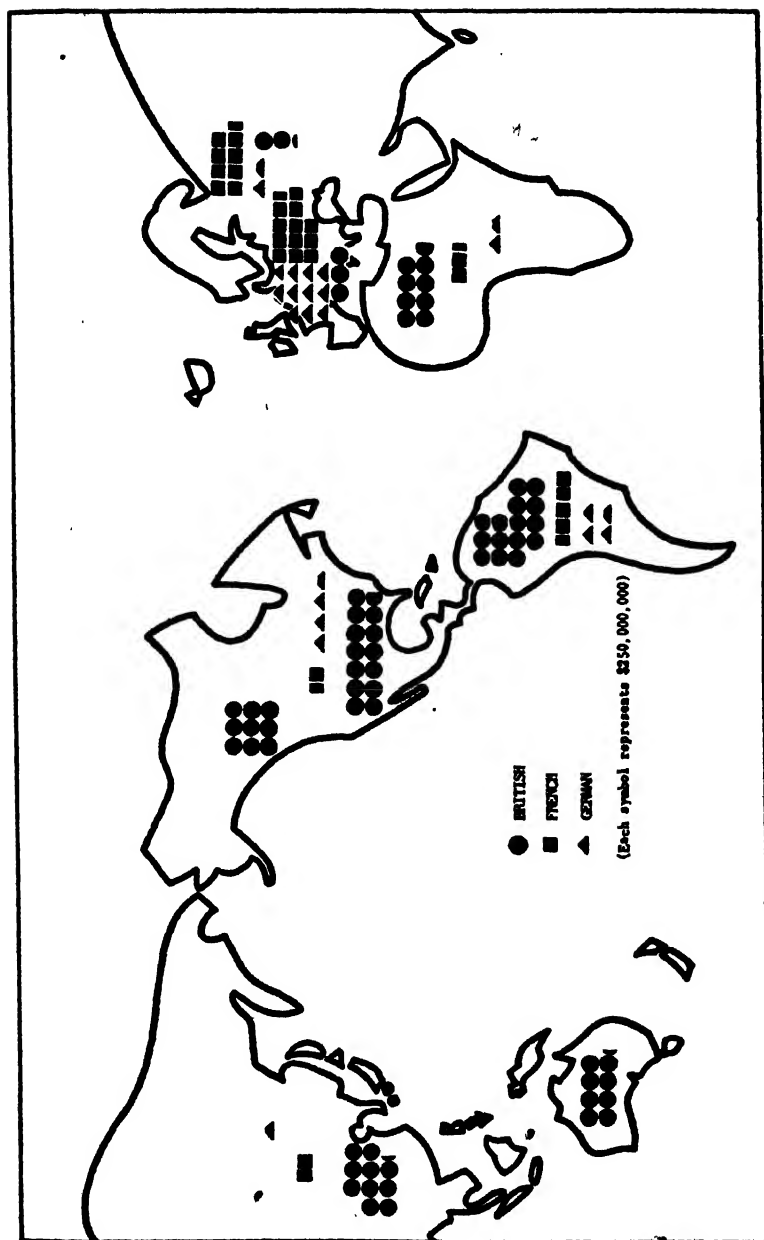 BRITISH
FRENCH
GERMAN
(Each symbol represents $250,000,000)